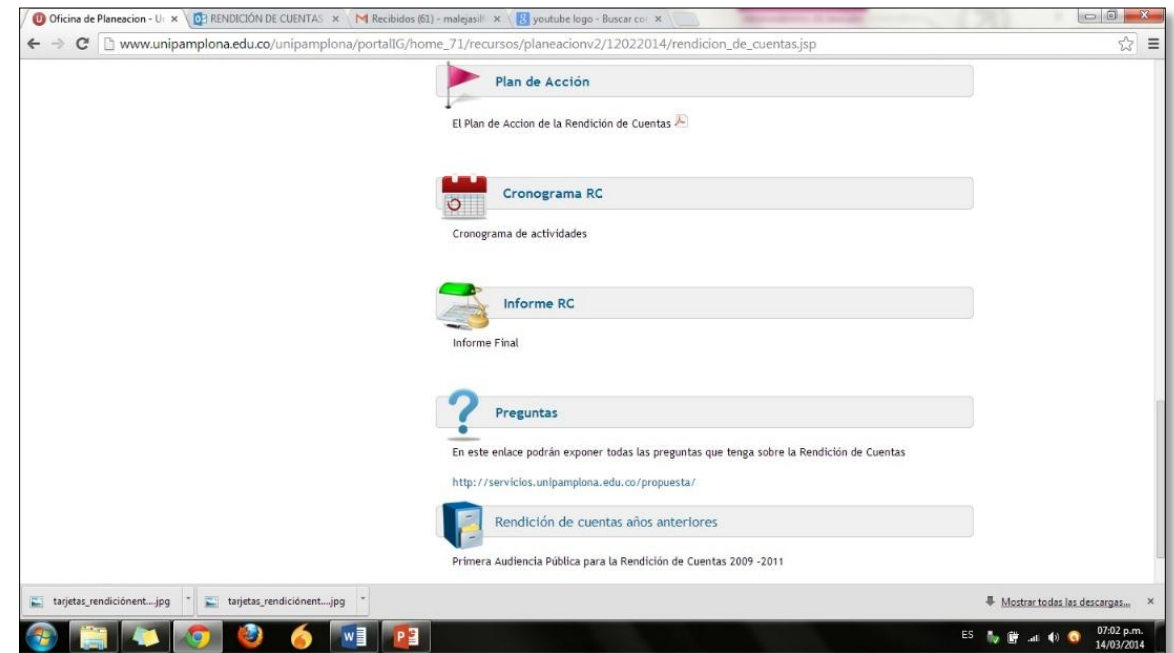 Oficina de Planeacion - U
RENDICIÓN DE CUENTAS
Recibidos (61) - malejasil
youtube logo - Buscar co
www.unipamplona.edu.co/unipamplona/portalIG/home_71/recursos/planeacionv2/12022014/rendicion_de_cuentas.jsp
Plan de Acción
El Plan de Accion de la Rendición de Cuentas
Cronograma RC
Cronograma de actividades
Informe RC
Informe Final
Preguntas
En este enlace podrán exponer todas las preguntas que tenga sobre la Rendición de Cuentas
http://servicios.unipamplona.edu.co/propuesta/
Rendición de cuentas años anteriores
Primera Audiencia Pública para la Rendición de Cuentas 2009 -2011
tarjetas_rendiciónent....jpg
tarjetas_rendiciónent....jpg
Mostrar todas las descargas...
ES
07:02 p.m.
14/03/2014